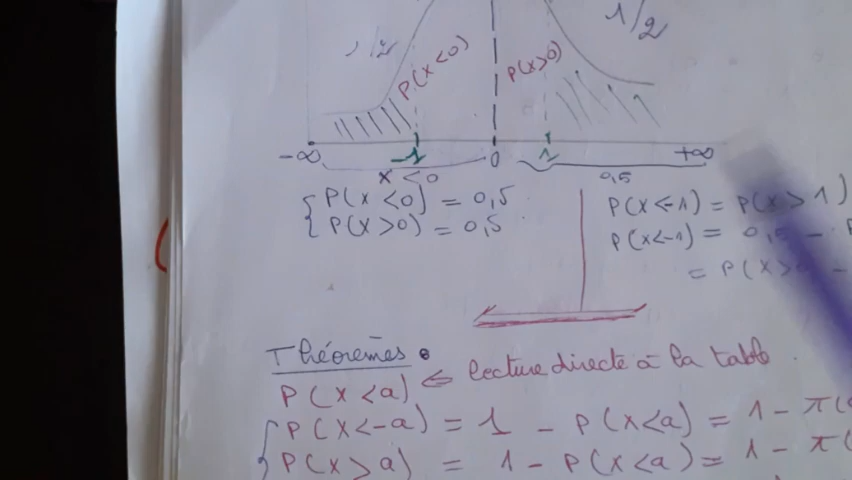 1/2
1/2
P(X<0)
P(X>0)
-∞ -1 0 1 +∞
X<0 0,5
P(X<0) = 0,5
P(X>0) = 0,5
P(X<-1) = P(X>1)
P(X<-1) = 0,5 - P
= P(X>0 -
Théorèmes :
P(X<a) ⇐ lecture directe à la table
P(X<-a) = 1 - P(X<a) = 1 - π(
P(X>a) = 1 - P(X<a) = 1 - π(